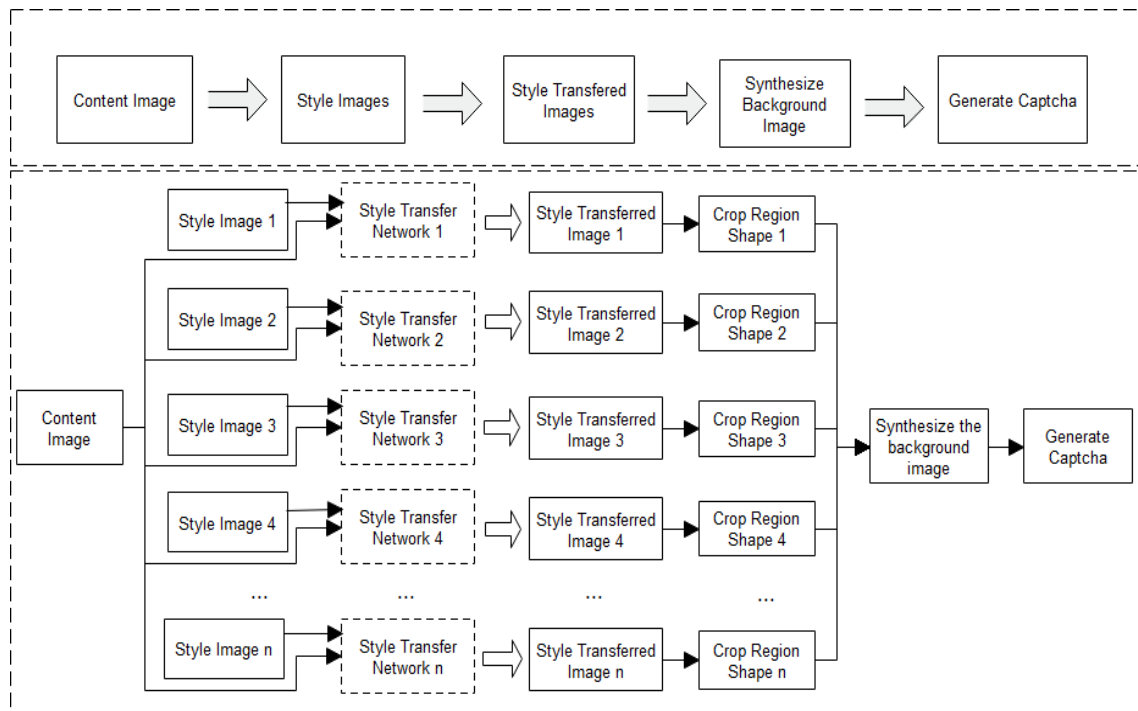 Content Image
Style Images
Style Transfered
Images
Synthesize
Background
Image
Generate Captcha
Style Image 1
Style Transfer
Network 1
Style Transferred
Image 1
Crop Region
Shape 1
Style Image 2
Style Transfer
Network 2
Style Transferred
Image 2
Crop Region
Shape 2
Content
Image
Style Image 3
Style Transfer
Network 3
Style Transferred
Image 3
Crop Region
Shape 3
Synthesize the
background
image
Generate
Captcha
Style Image 4
Style Transfer
Network 4
Style Transferred
Image 4
Crop Region
Shape 4
...
...
...
...
Style Image n
Style Transfer
Network n
Style Transferred
Image n
Crop Region
Shape n